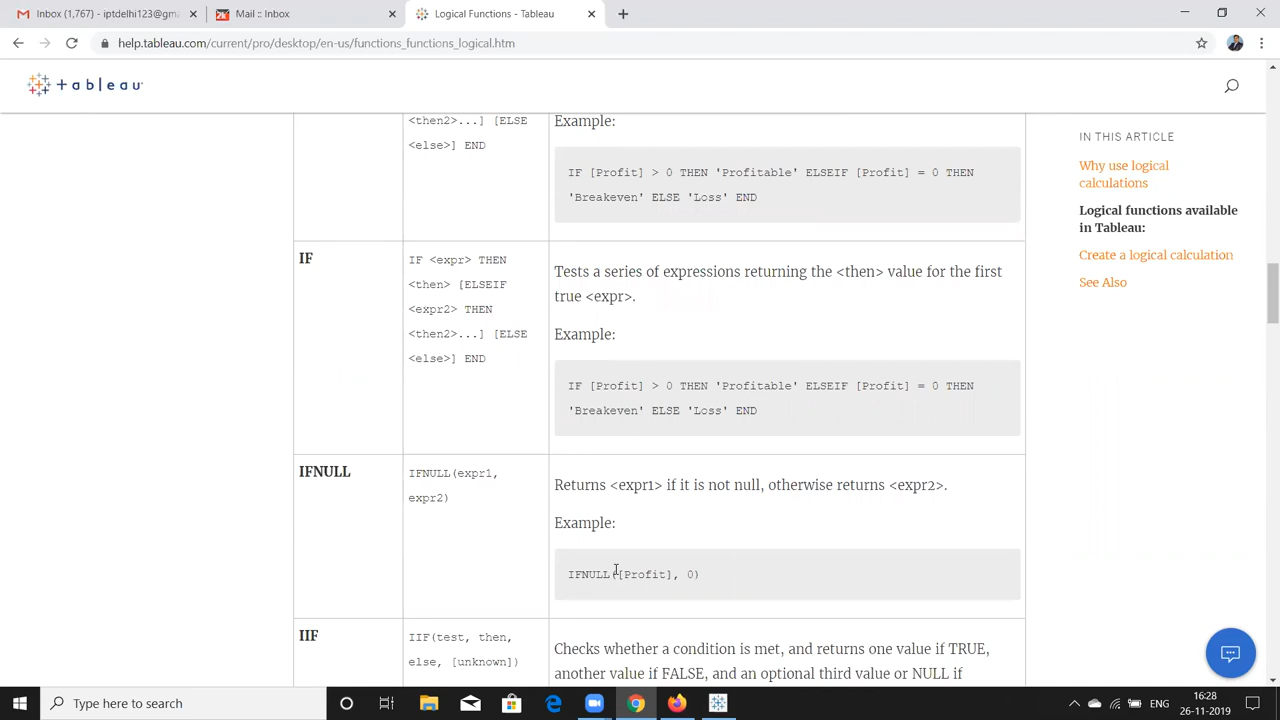 Inbox (1,767) - iptdelhi123@gm
Mail :: Inbox
Logical Functions - Tableau
help.tableau.com/current/pro/desktop/en-us/functions_functions_logical.htm
+ a b l e a u
<then2>...] [ELSE
<else>] END
Example:
IF [Profit] > 0 THEN 'Profitable' ELSEIF [Profit] = 0 THEN
'Breakeven' ELSE 'Loss' END
IF
IF <expr> THEN
<then> [ELSEIF
<expr2> THEN
<then2>...] [ELSE
<else>] END
Tests a series of expressions returning the <then> value for the first
true <expr>.
Example:
IF [Profit] > 0 THEN 'Profitable' ELSEIF [Profit] = 0 THEN
'Breakeven' ELSE 'Loss' END
IFNULL
IFNULL(expr1,
expr2)
Returns <expr1> if it is not null, otherwise returns <expr2>.
Example:
IFNULL([Profit], 0)
IIF
IIF(test, then,
else, [unknown])
Checks whether a condition is met, and returns one value if TRUE,
another value if FALSE, and an optional third value or NULL if
IN THIS ARTICLE
Why use logical
calculations
Logical functions available
in Tableau:
Create a logical calculation
See Also
Type here to search
ENG
16:28
26-11-2019